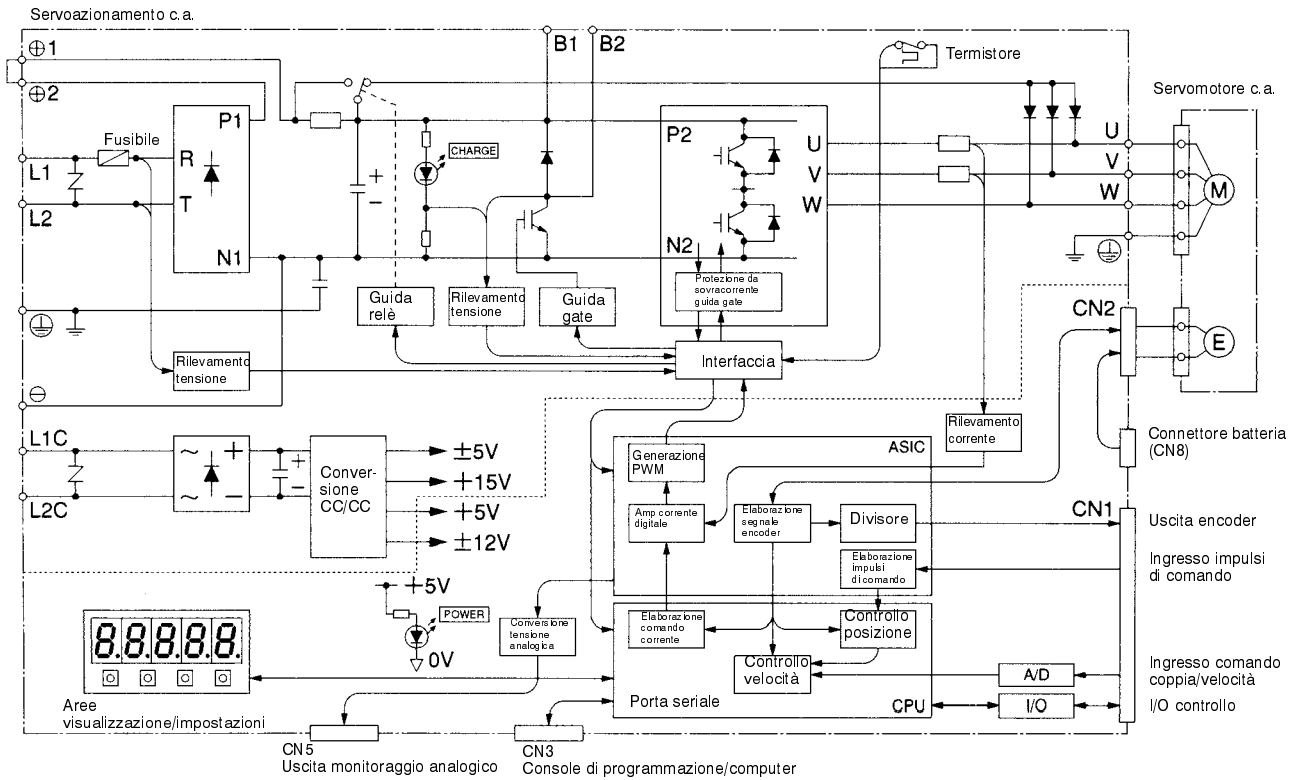 Servoazionamento c.a.
⊕1
⊕2
B1 B2
Termistore
Servomotore c.a.
Fusibile
P1
R
T
N1
L1
L2
CHARGE
+
−
P2
N2
U
V
W
U
V
W
M
Protezione da
sovracorrente
guida gate
Guida
relè
Rilevamento
tensione
Guida
gate
Interfaccia
CN2
E
Rilevamento
tensione
⊖
L1C
L2C
~ +
~ −
+
−
Conver-
sione
CC/CC
±5V
+15V
+5V
±12V
Rilevamento
corrente
Connettore batteria
(CN8)
ASIC
Generazione
PWM
Amp corrente
digitale
Elaborazione
segnale
encoder
Divisore
CN1
Uscita encoder
Elaborazione
impulsi
di comando
Ingresso impulsi
di comando
+5V
POWER
0V
Conversione
tensione
analogica
Elaborazione
comando
corrente
Controllo
posizione
Controllo
velocità
A/D
Ingresso comando
coppia/velocità
Porta seriale
CPU
I/O
I/O controllo
8.8.8.8.8.
Aree
visualizzazione/impostazioni
CN5
Uscita monitoraggio analogico
CN3
Console di programmazione/computer